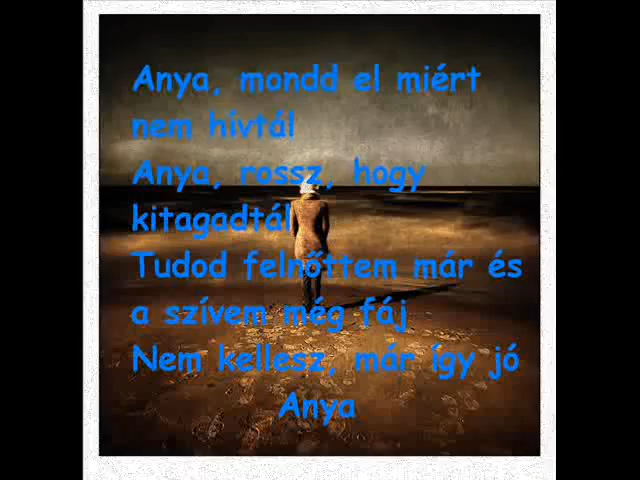 Anya, mondd el miért
nem hívtál
Anya, rossz, hogy
kitagadtál
Tudod felnőttem már és
a szívem még fáj
Nem kellesz, már így jó
Anya